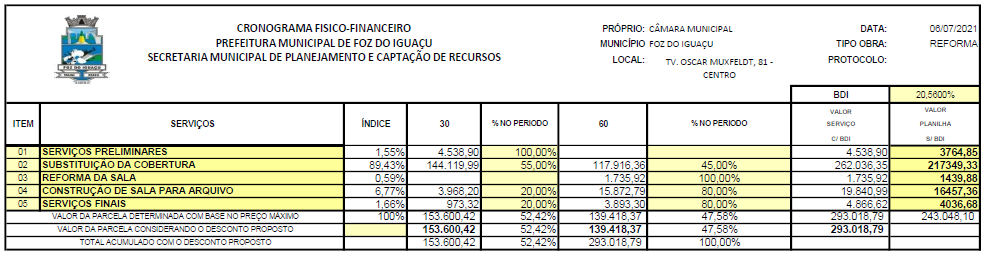 CRONOGRAMA FISICO-FINANCEIRO
PREFEITURA MUNICIPAL DE FOZ DO IGUAÇU
SECRETARIA MUNICIPAL DE PLANEJAMENTO E CAPTAÇÃO DE RECURSOS
PRÓPRIO: CÂMARA MUNICIPAL DATA: 06/07/2021
MUNICÍPIO FOZ DO IGUAÇU TIPO OBRA: REFORMA
LOCAL: TV. OSCAR MUXFELDT, 81 - PROTOCOLO:
CENTRO
FOZ DO IGUAÇU
BDI 20,5600%
ITEM SERVIÇOS ÍNDICE 30 % NO PERIODO 60 % NO PERIODO VALOR SERVIÇO C/ BDI VALOR PLANILHA S/ BDI
01 SERVIÇOS PRELIMINARES 1,55% 4.538,90 100,00% 4.538,90 3764,85
02 SUBSTITUIÇÃO DA COBERTURA 89,43% 144.119,99 55,00% 117.916,36 45,00% 262.036,35 217349,33
03 REFORMA DA SALA 0,59% 1.735,92 100,00% 1.735,92 1439,88
04 CONSTRUÇÃO DE SALA PARA ARQUIVO 6,77% 3.968,20 20,00% 15.872,79 80,00% 19.840,99 16457,36
05 SERVIÇOS FINAIS 1,66% 973,32 20,00% 3.893,30 80,00% 4.866,62 4036,68
VALOR DA PARCELA DETERMINADA COM BASE NO PREÇO MÁXIMO 100% 153.600,42 52,42% 139.418,37 47,58% 293.018,79 243.048,10
VALOR DA PARCELA CONSIDERANDO O DESCONTO PROPOSTO 153.600,42 52,42% 139.418,37 47,58% 293.018,79
TOTAL ACUMULADO COM O DESCONTO PROPOSTO 153.600,42 52,42% 293.018,79 100,00%